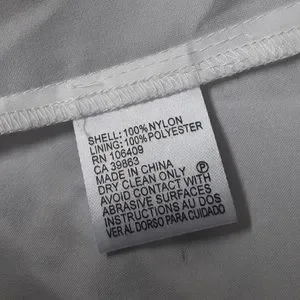 SHELL: 100% NYLON
LINING: 100% POLYESTER
RN 106409
CA 39863
MADE IN CHINA
DRY CLEAN ONLY Ⓟ
AVOID CONTACT WITH
ABRASIVE SURFACES
INSTRUCTIONS AU DOS
VER AL DORSO PARA CUIDADO